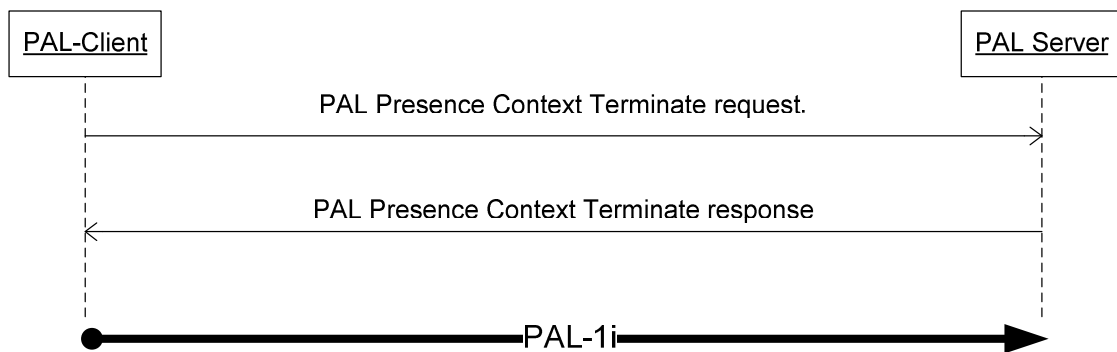 PAL-Client
PAL Server
PAL Presence Context Terminate request.
PAL Presence Context Terminate response
PAL-1i